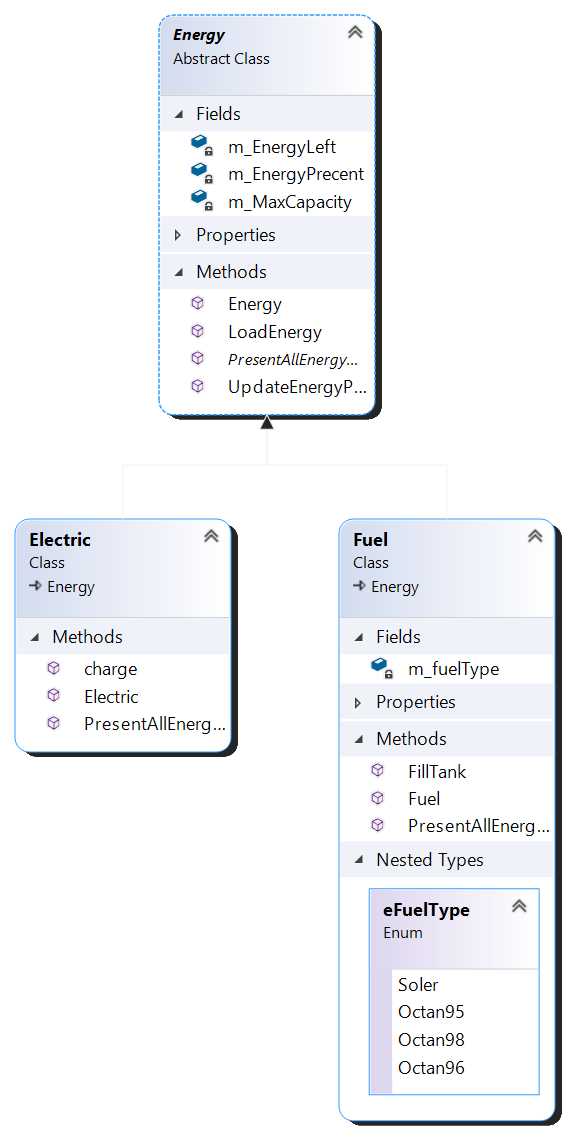 Energy
Abstract Class
Fields
m_EnergyLeft
m_EnergyPrecent
m_MaxCapacity
Properties
Methods
Energy
LoadEnergy
PresentAllEnergy...
UpdateEnergyP...
Electric
Class
Energy
Methods
charge
Electric
PresentAllEnerg...
Fuel
Class
Energy
Fields
m_fuelType
Properties
Methods
FillTank
Fuel
PresentAllEnerg...
Nested Types
eFuelType
Enum
Soler
Octan95
Octan98
Octan96